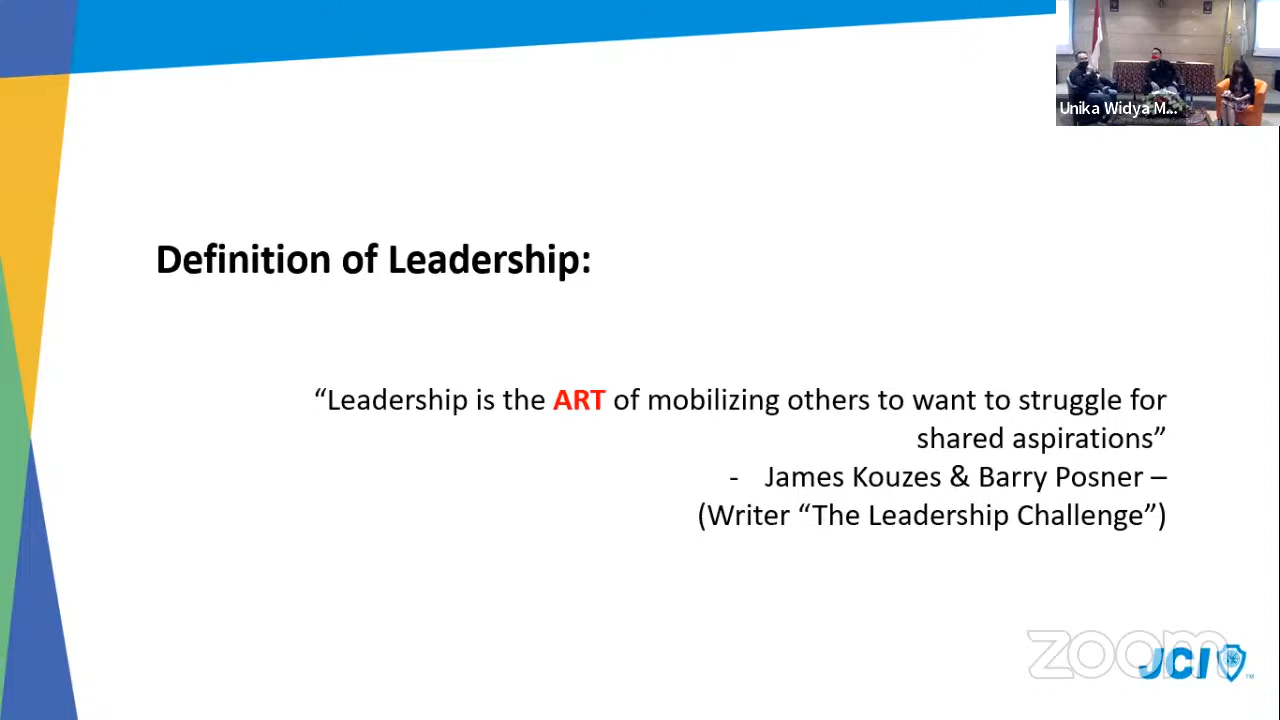 Unika Widya M...
Definition of Leadership:
“Leadership is the ART of mobilizing others to want to struggle for
shared aspirations”
- James Kouzes & Barry Posner –
(Writer “The Leadership Challenge”)
zoom
JCI
TM